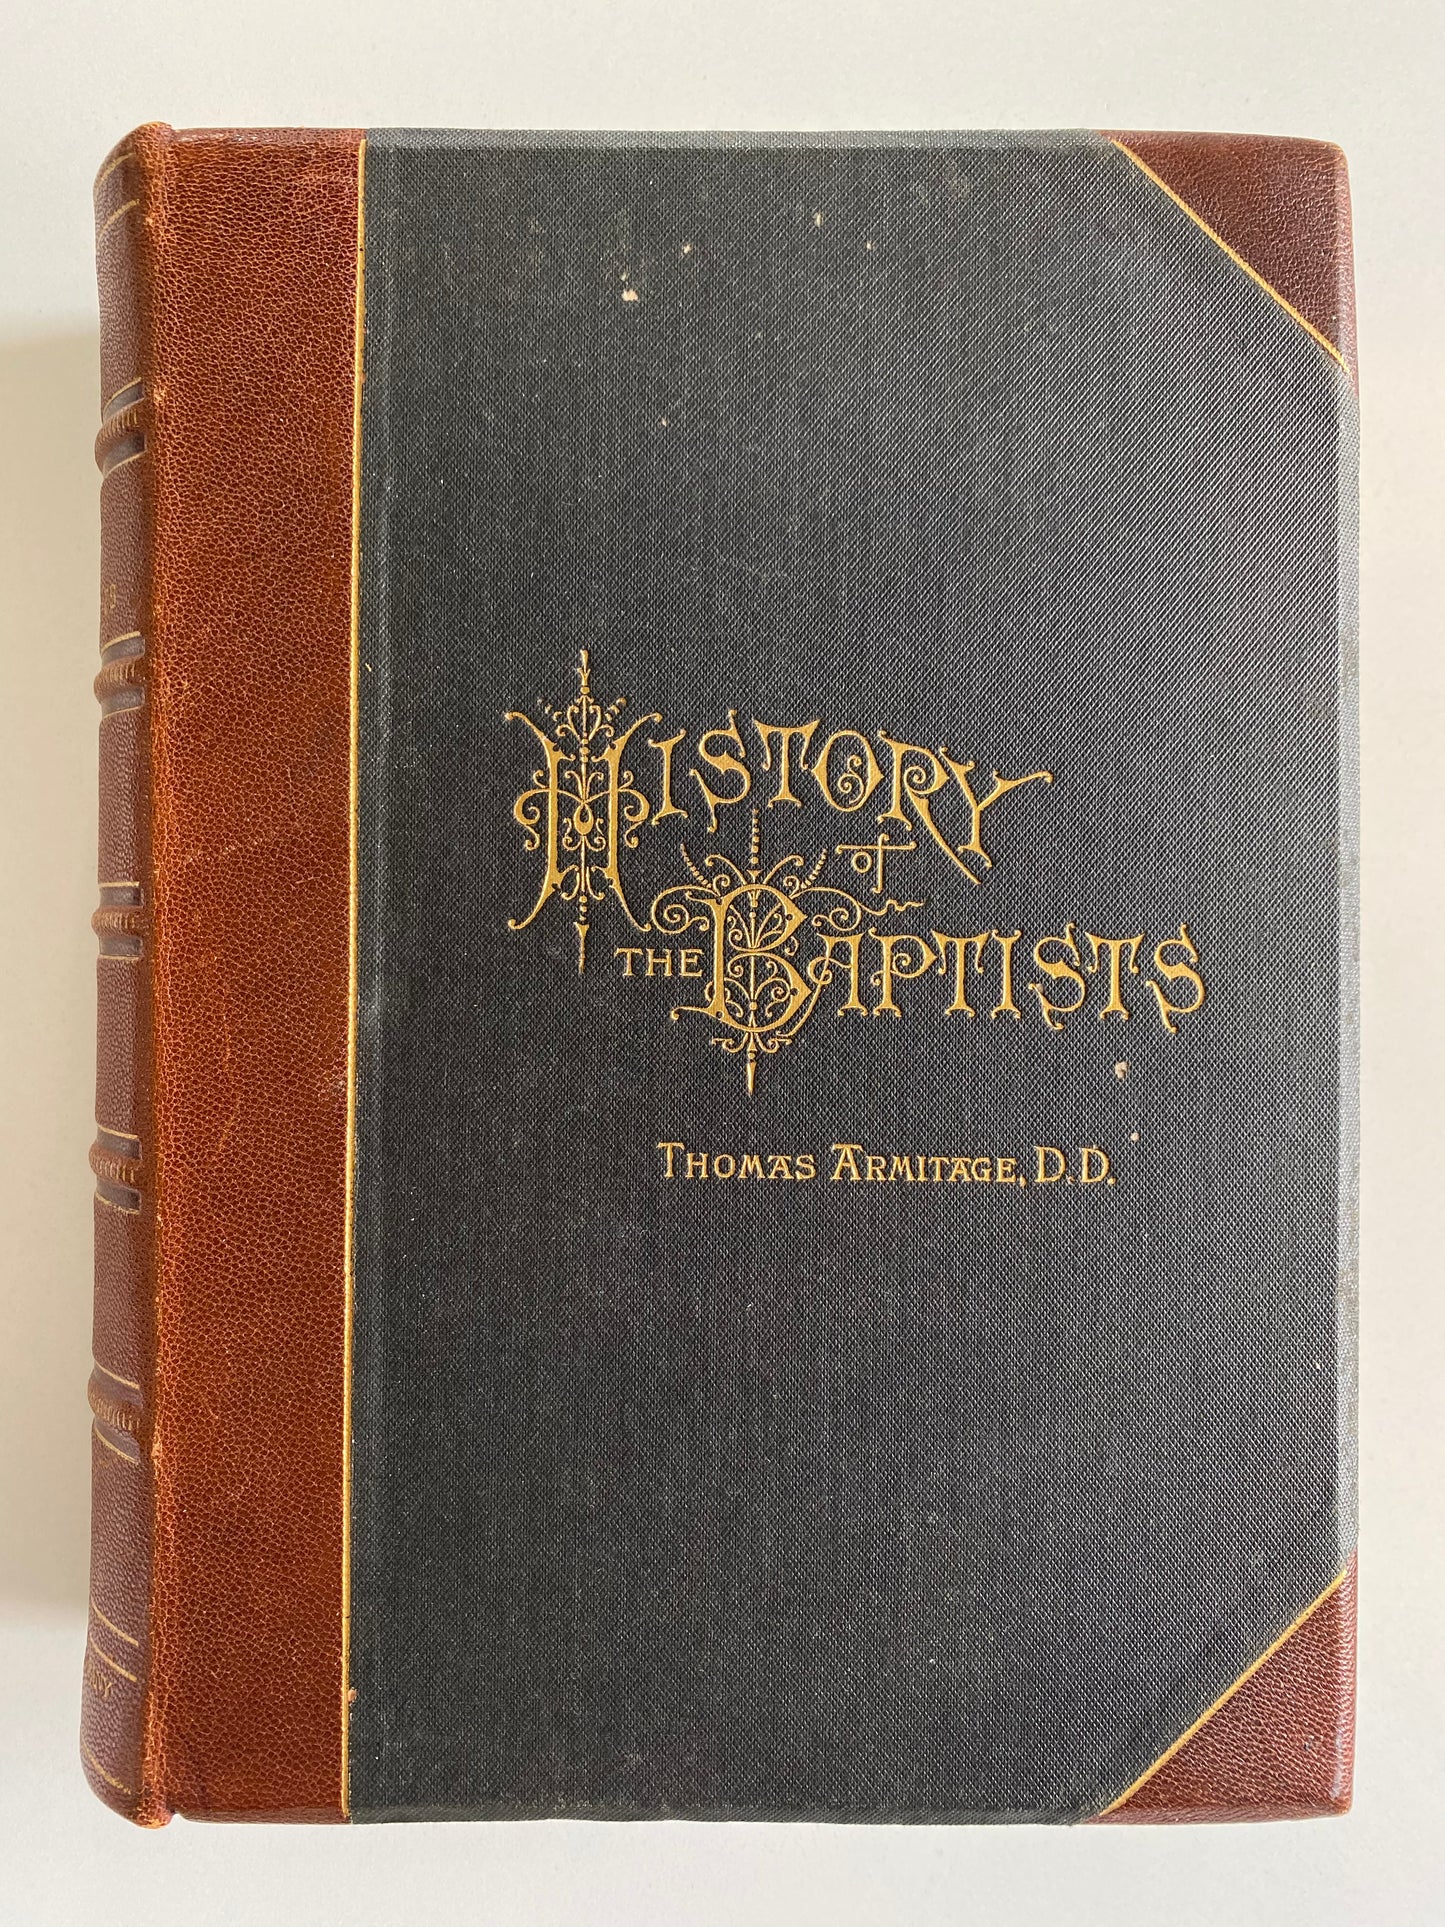 HISTORY
of
THE BAPTISTS
THOMAS ARMITAGE, D.D.